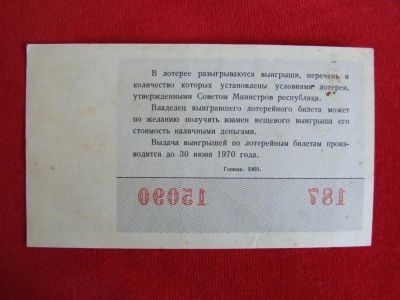 В лотерее разыгрываются выигрыши, перечень и
количество которых установлены условиями лотереи,
утвержденными Советом Министров республики.
Владелец выигравшего лотерейного билета может
по желанию получить взамен вещевого выигрыша его
стоимость наличными деньгами.
Выдача выигрышей по лотерейным билетам произ-
водится до 30 июня 1970 года.
Гознак. 1969.
15090 187